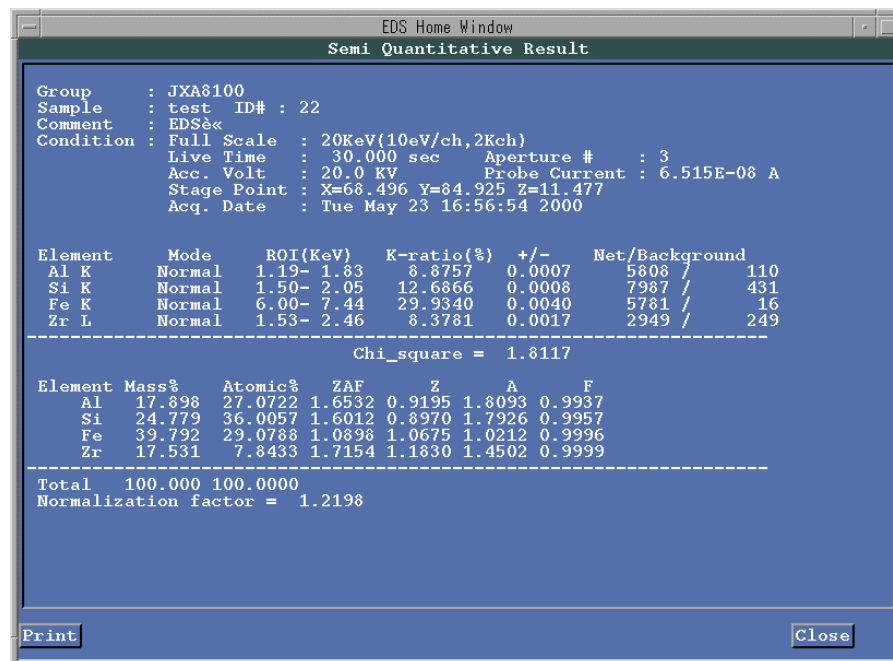 EDS Home Window
Semi Quantitative Result
Group : JXA8100
Sample : test ID# : 22
Comment : EDSè«
Condition : Full Scale : 20KeV(10eV/ch,2Kch)
Live Time : 30.000 sec Aperture # : 3
Acc. Volt : 20.0 KV Probe Current : 6.515E-08 A
Stage Point : X=68.496 Y=84.925 Z=11.477
Acq. Date : Tue May 23 16:56:54 2000
Element Mode ROI(KeV) K-ratio(%) +/- Net/Background
Al K Normal 1.19- 1.83 8.8757 0.0007 5808 / 110
Si K Normal 1.50- 2.05 12.6866 0.0008 7987 / 431
Fe K Normal 6.00- 7.44 29.9340 0.0040 5781 / 16
Zr L Normal 1.53- 2.46 8.3781 0.0017 2949 / 249
Chi_square = 1.8117
Element Mass% Atomic% ZAF Z A F
Al 17.898 27.0722 1.6532 0.9195 1.8093 0.9937
Si 24.779 36.0057 1.6012 0.8970 1.7926 0.9957
Fe 39.792 29.0788 1.0898 1.0675 1.0212 0.9996
Zr 17.531 7.8433 1.7154 1.1830 1.4502 0.9999
Total 100.000 100.0000
Normalization factor = 1.2198
Print Close